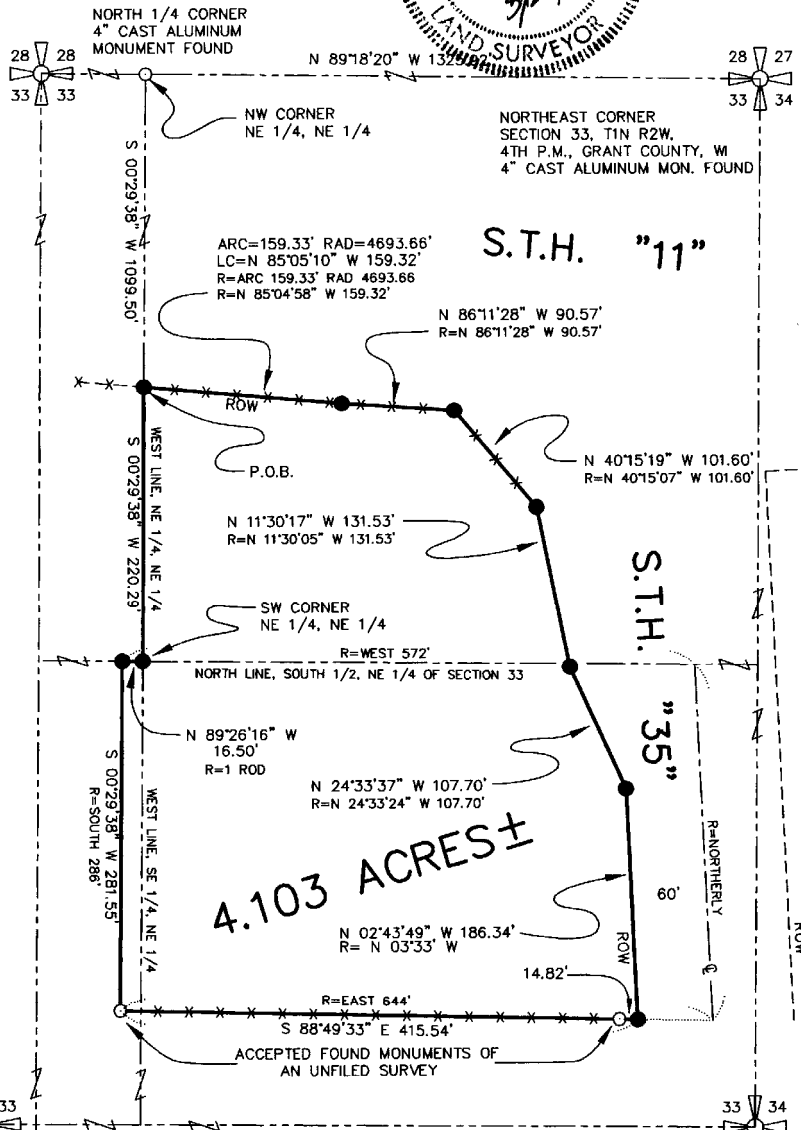 NORTH 1/4 CORNER
4" CAST ALUMINUM
MONUMENT FOUND
LAND SURVEYOR
28 28
33 33
N 89°18'20" W
28 27
33 34
NW CORNER
NE 1/4, NE 1/4
NORTHEAST CORNER
SECTION 33, T1N R2W,
4TH P.M., GRANT COUNTY, WI
4" CAST ALUMINUM MON. FOUND
S 00°29'38" W 1099.50'
S.T.H. "11"
ARC=159.33' RAD=4693.66'
LC=N 85°05'10" W 159.32'
R=ARC 159.33' RAD 4693.66
R=N 85°04'58" W 159.32'
N 86°11'28" W 90.57'
R=N 86°11'28" W 90.57'
ROW
P.O.B.
WEST LINE, NE 1/4, NE 1/4
S 00°29'38" W 220.29'
N 40°15'19" W 101.60'
R=N 40°15'07" W 101.60'
N 11°30'17" W 131.53'
R=N 11°30'05" W 131.53'
S.T.H. "35"
SW CORNER
NE 1/4, NE 1/4
R=WEST 572'
NORTH LINE, SOUTH 1/2, NE 1/4 OF SECTION 33
N 89°26'16" W
16.50'
R=1 ROD
S 00°29'38" W 281.55'
R=SOUTH 286'
WEST LINE, SE 1/4, NE 1/4
N 24°33'37" W 107.70'
R=N 24°33'24" W 107.70'
4.103 ACRES±
R=NORTHERLY
60'
N 02°43'49" W 186.34'
R= N 03°33' W
ROW
ROW
14.82'
R=EAST 644'
S 88°49'33" E 415.54'
ACCEPTED FOUND MONUMENTS OF
AN UNFILED SURVEY
33
33 34